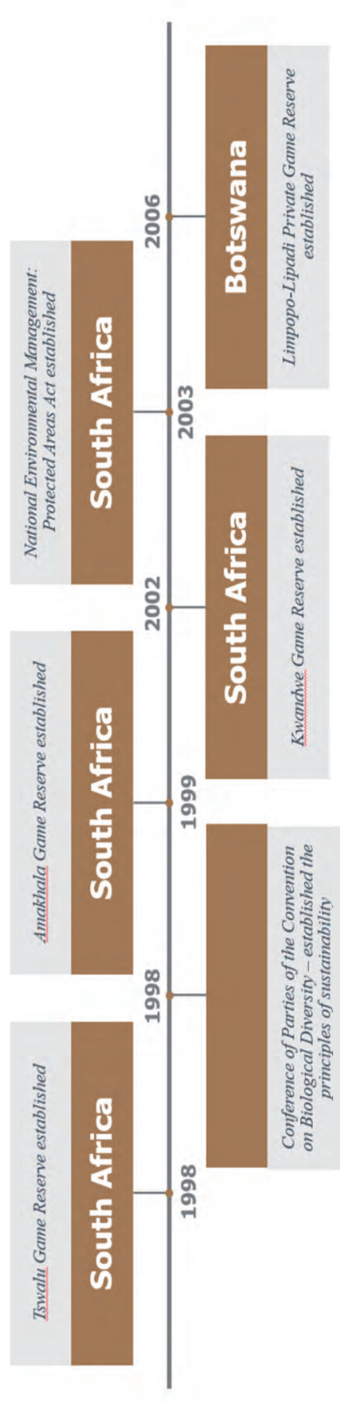 Tswalu Game Reserve established
South Africa
1998
1998
Conference of Parties of the Convention
on Biological Diversity – established the
principles of sustainability
Amakhala Game Reserve established
South Africa
1999
2002
South Africa
Kwandwe Game Reserve established
National Environmental Management:
Protected Areas Act established
South Africa
2003
2006
Botswana
Limpopo-Lipadi Private Game Reserve
established